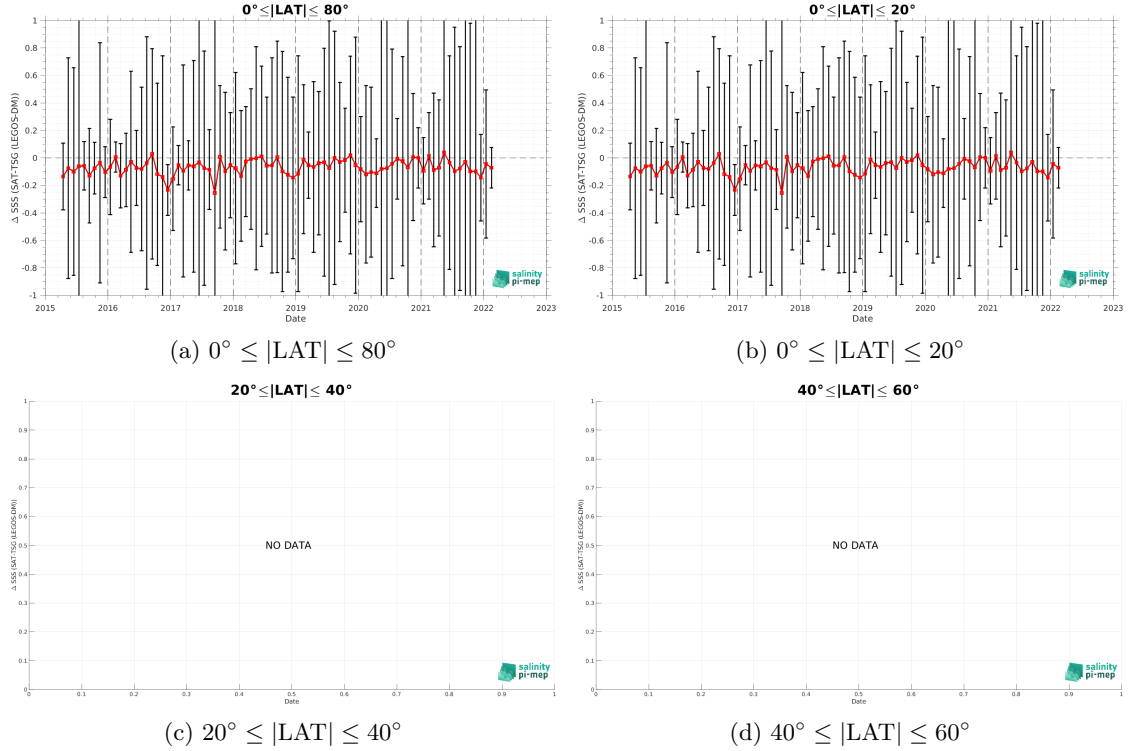 0°≤|LAT|≤ 80°
Δ SSS (SAT-TSG (LEGOS-DM))
1
0.8
0.6
0.4
0.2
0
-0.2
-0.4
-0.6
-0.8
-1
2015 2016 2017 2018 2019 2020 2021 2022 2023
Date
salinity
pi-mep
(a) 0° ≤ |LAT| ≤ 80°
0°≤|LAT|≤ 20°
Δ SSS (SAT-TSG (LEGOS-DM))
1
0.8
0.6
0.4
0.2
0
-0.2
-0.4
-0.6
-0.8
-1
2015 2016 2017 2018 2019 2020 2021 2022 2023
Date
salinity
pi-mep
(b) 0° ≤ |LAT| ≤ 20°
20°≤|LAT|≤ 40°
Δ SSS (SAT-TSG (LEGOS-DM))
1
0.9
0.8
0.7
0.6
0.5
0.4
0.3
0.2
0.1
0
NO DATA
0 0.1 0.2 0.3 0.4 0.5 0.6 0.7 0.8 0.9 1
Date
salinity
pi-mep
(c) 20° ≤ |LAT| ≤ 40°
40°≤|LAT|≤ 60°
Δ SSS (SAT-TSG (LEGOS-DM))
1
0.9
0.8
0.7
0.6
0.5
0.4
0.3
0.2
0.1
0
NO DATA
0 0.1 0.2 0.3 0.4 0.5 0.6 0.7 0.8 0.9 1
Date
salinity
pi-mep
(d) 40° ≤ |LAT| ≤ 60°